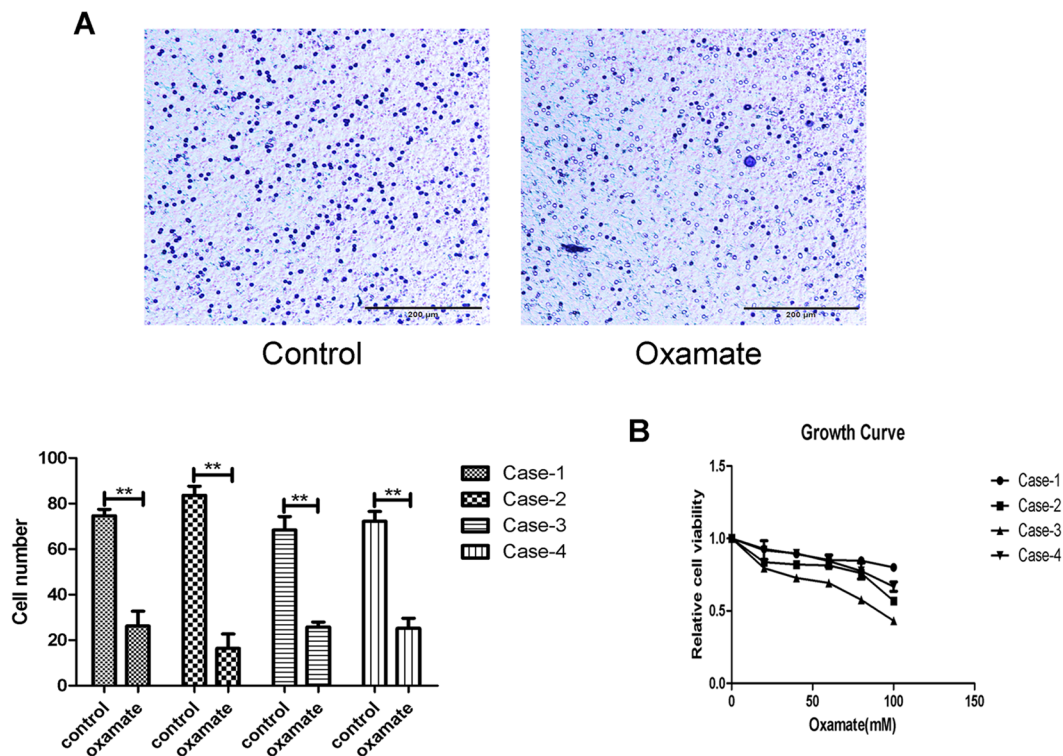 A
200 µm
200 µm
Control
Oxamate
100
80
60
40
20
0
Cell number
**
**
**
**
control
oxamate
control
oxamate
control
oxamate
control
oxamate
Case-1
Case-2
Case-3
Case-4
B
Growth Curve
1.5
1.0
0.5
0.0
Relative cell viability
0
50
100
150
Oxamate(mM)
Case-1
Case-2
Case-3
Case-4